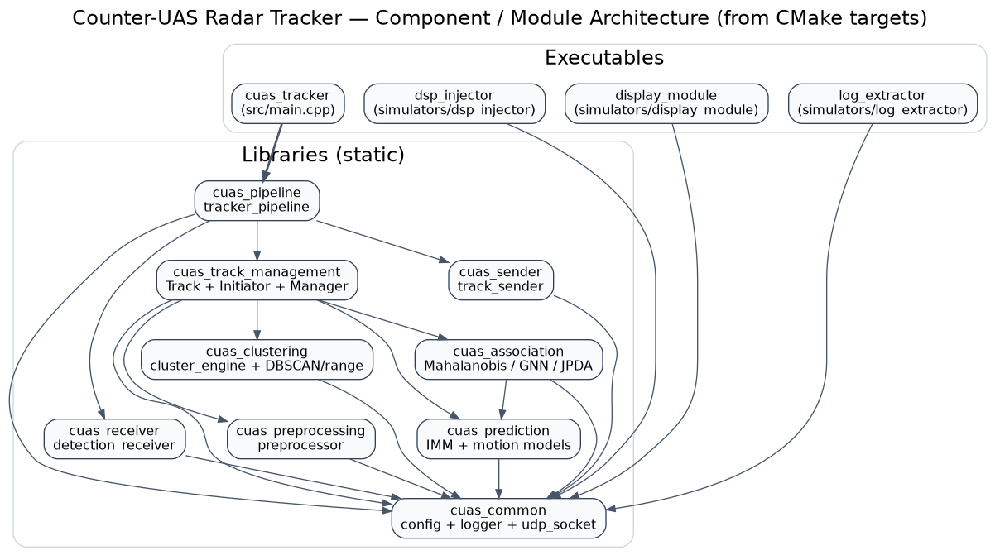 Counter-UAS Radar Tracker — Component / Module Architecture (from CMake targets)
Executables
cuas_tracker
(src/main.cpp)
dsp_injector
(simulators/dsp_injector)
display_module
(simulators/display_module)
log_extractor
(simulators/log_extractor)
Libraries (static)
cuas_pipeline
tracker_pipeline
cuas_track_management
Track + Initiator + Manager
cuas_sender
track_sender
cuas_clustering
cluster_engine + DBSCAN/range
cuas_association
Mahalanobis / GNN / JPDA
cuas_receiver
detection_receiver
cuas_preprocessing
preprocessor
cuas_prediction
IMM + motion models
cuas_common
config + logger + udp_socket